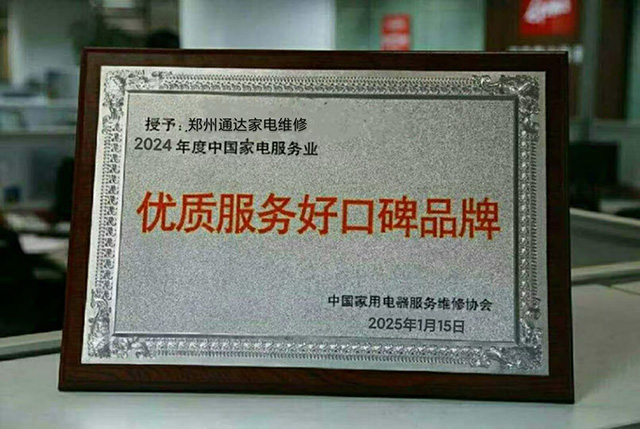 授予：郑州通达家电维修
2024年度中国家电服务业
优质服务好口碑品牌
中国家用电器服务维修协会
2025年1月15日